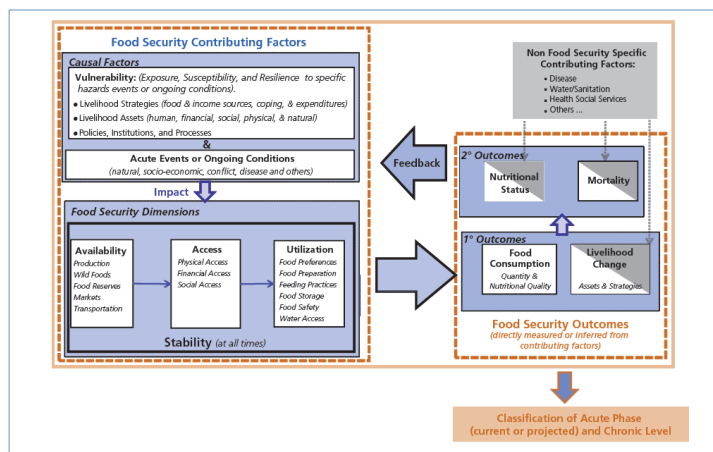 Food Security Contributing Factors
Causal Factors
Vulnerability: (Exposure, Susceptibility, and Resilience to specific
hazards events or ongoing conditions).
• Livelihood Strategies (food & income sources, coping, & expenditures)
• Livelihood Assets (human, financial, social, physical, & natural)
• Policies, Institutions, and Processes
&
Acute Events or Ongoing Conditions
(natural, socio-economic, conflict, disease and others)
Impact
Food Security Dimensions
Availability
Production
Wild Foods
Food Reserves
Markets
Transportation
Access
Physical Access
Financial Access
Social Access
Utilization
Food Preferences
Food Preparation
Feeding Practices
Food Storage
Food Safety
Water Access
Stability (at all times)
Feedback
Non Food Security Specific
Contributing Factors:
▪ Disease
▪ Water/Sanitation
▪ Health Social Services
▪ Others ...
2° Outcomes
Nutritional
Status
Mortality
1° Outcomes
Food
Consumption
Quantity &
Nutritional Quality
Livelihood
Change
Assets & Strategies
Food Security Outcomes
(directly measured or inferred from
contributing factors)
Classification of Acute Phase
(current or projected) and Chronic Level